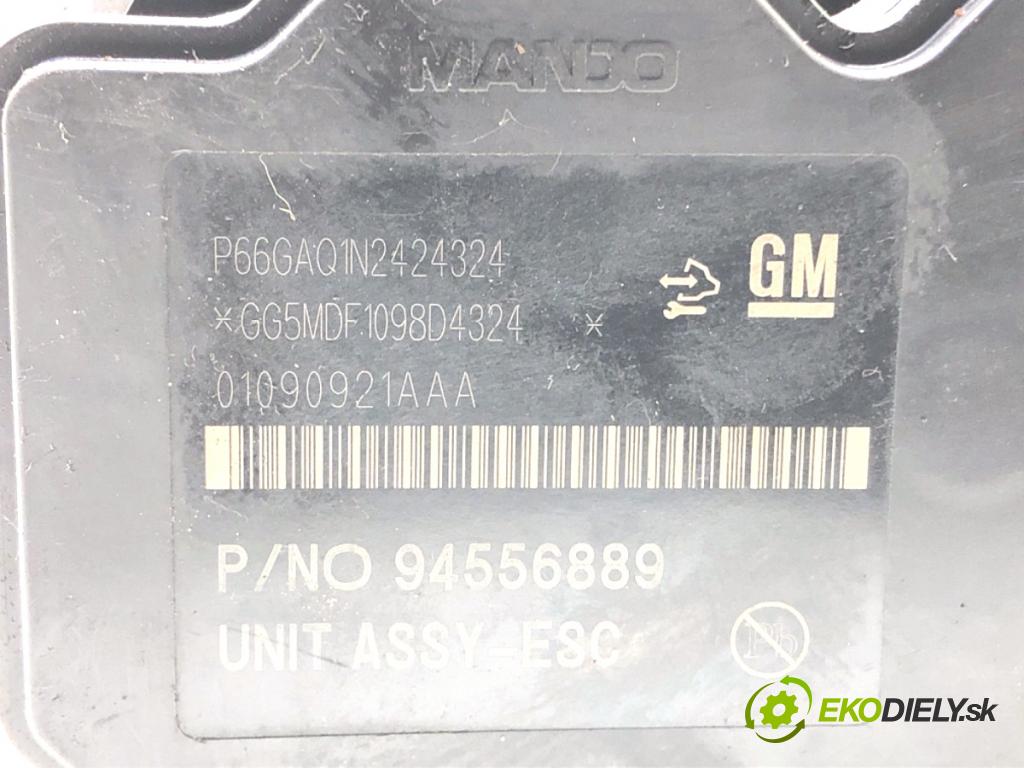 MANDO
P66GAQ1N2424324
*GG5MDF1098D4324 *
GM
01090921AAA
P/NO 94556889
UNIT ASSY-ESC
Pb
EKODIELY.sk